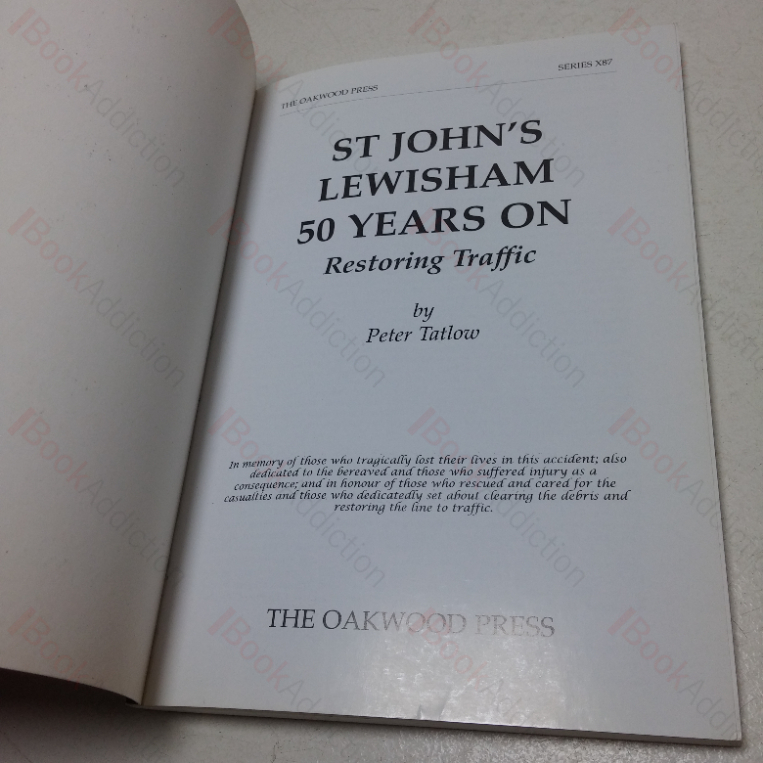 THE OAKWOOD PRESS
SERIES X87
ST JOHN'S
LEWISHAM
50 YEARS ON
Restoring Traffic
by
Peter Tatlow
In memory of those who tragically lost their lives in this accident; also
dedicated to the bereaved and those who suffered injury as a
consequence; and in honour of those who rescued and cared for the
casualties and those who dedicatedly set about clearing the debris and
restoring the line to traffic.
THE OAKWOOD PRESS
BookAddiction